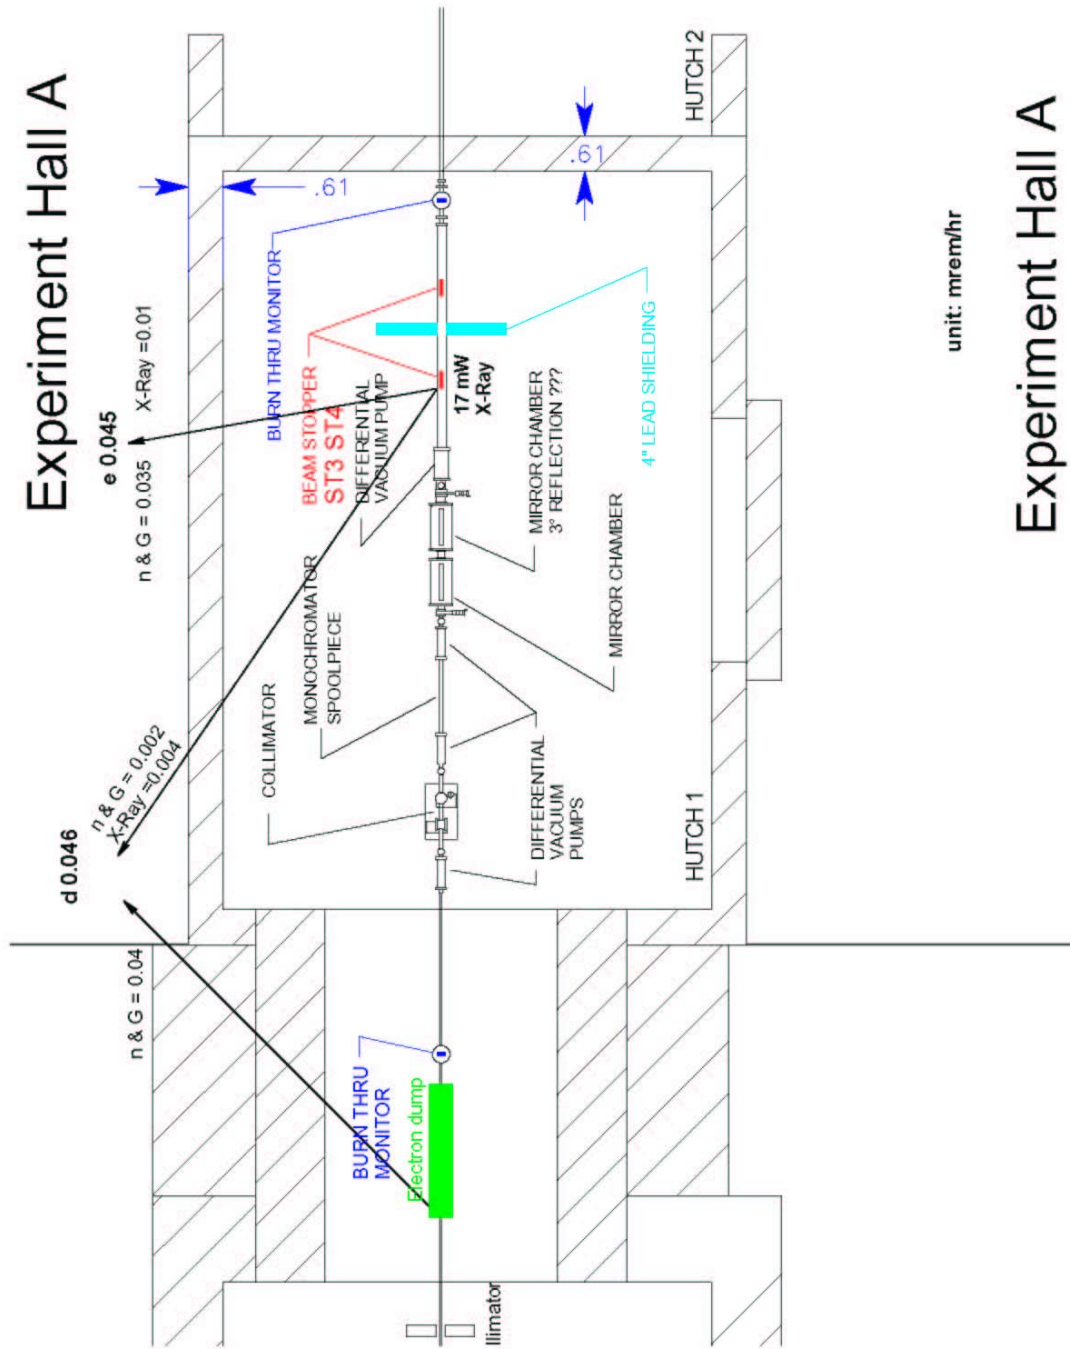 Experiment Hall A
e 0.045
n & G = 0.035
X-Ray =0.01
d 0.046
n & G = 0.002
X-Ray =0.004
n & G = 0.04
.61
.61
HUTCH 2
BURN THRU MONITOR
BEAM STOPPER
ST3 ST4
DIFFERENTIAL
VACUUM PUMP
MONOCHROMATOR
SPOOLPIECE
COLLIMATOR
17 mW
X-Ray
4" LEAD SHIELDING
MIRROR CHAMBER
3° REFLECTION ???
MIRROR CHAMBER
DIFFERENTIAL
VACUUM
PUMPS
HUTCH 1
BURN THRU
MONITOR
Electron dump
llimator
unit: mrem/hr
Experiment Hall A